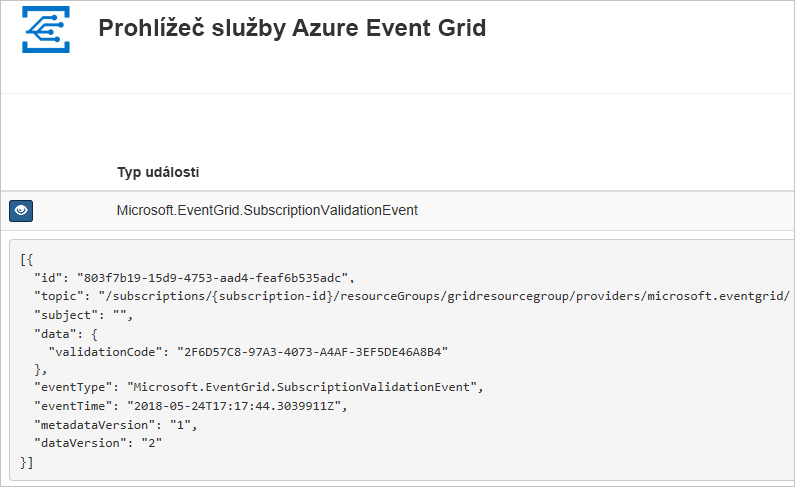 Prohlížeč služby Azure Event Grid
Typ události
Microsoft.EventGrid.SubscriptionValidationEvent
[{
  "id": "803f7b19-15d9-4753-aad4-feaf6b535adc",
  "topic": "/subscriptions/{subscription-id}/resourceGroups/gridresourcegroup/providers/microsoft.eventgrid/
  "subject": "",
  "data": {
    "validationCode": "2F6D57C8-97A3-4073-A4AF-3EF5DE46A8B4"
  },
  "eventType": "Microsoft.EventGrid.SubscriptionValidationEvent",
  "eventTime": "2018-05-24T17:17:44.3039911Z",
  "metadataVersion": "1",
  "dataVersion": "2"
}]